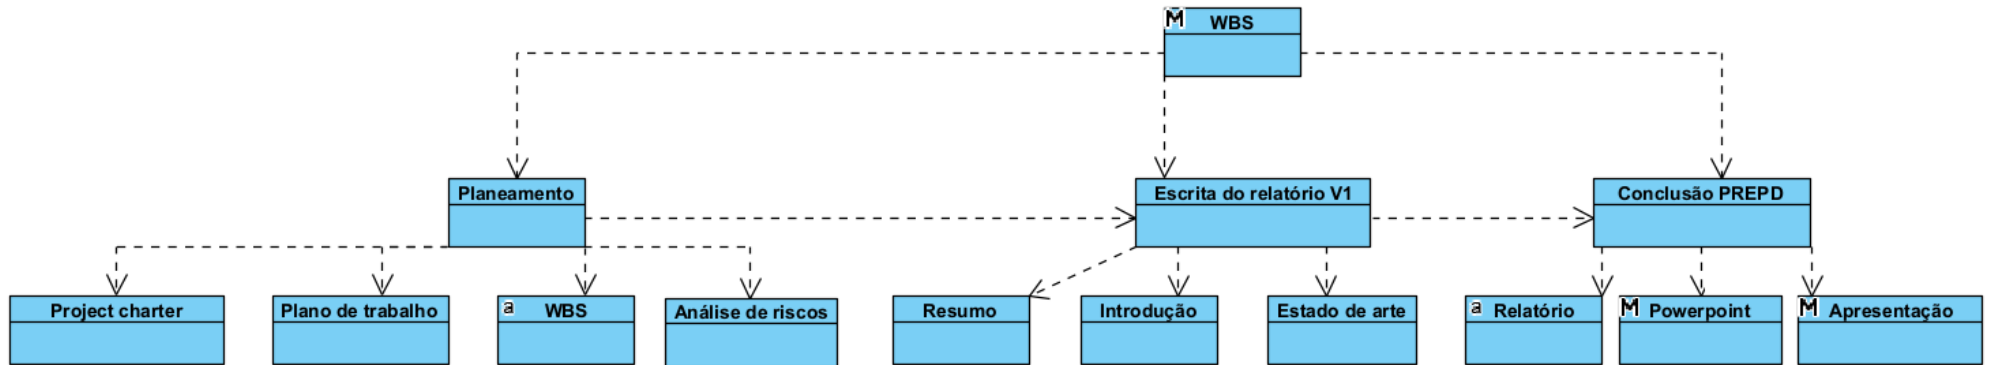 M WBS
Planeamento
Escrita do relatório V1
Conclusão PREPD
Project charter
Plano de trabalho
a WBS
Análise de riscos
Resumo
Introdução
Estado de arte
a Relatório
M Powerpoint
M Apresentação